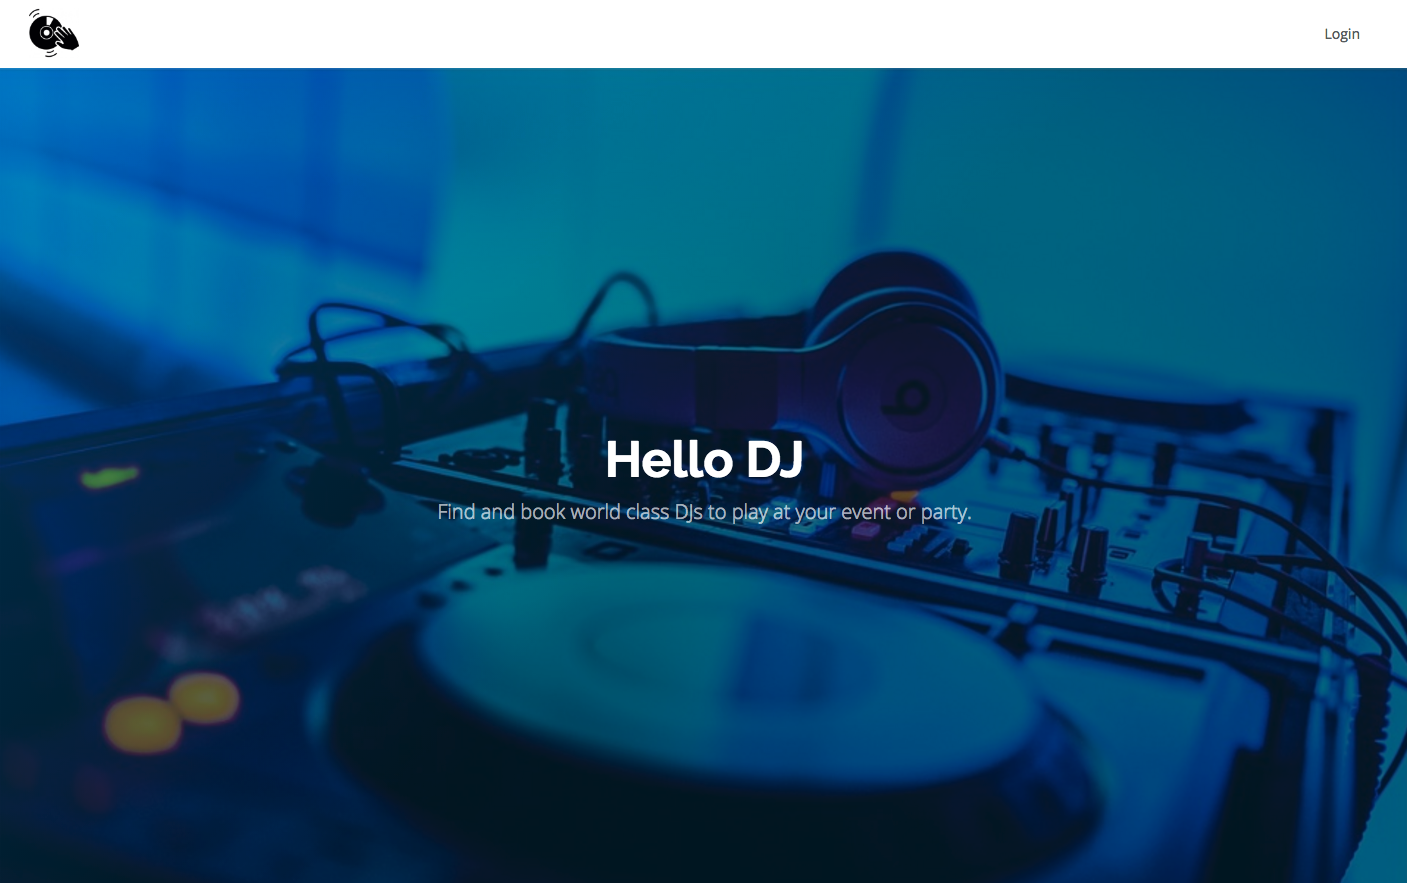 Login
Hello DJ
Find and book world class DJs to play at your event or party.